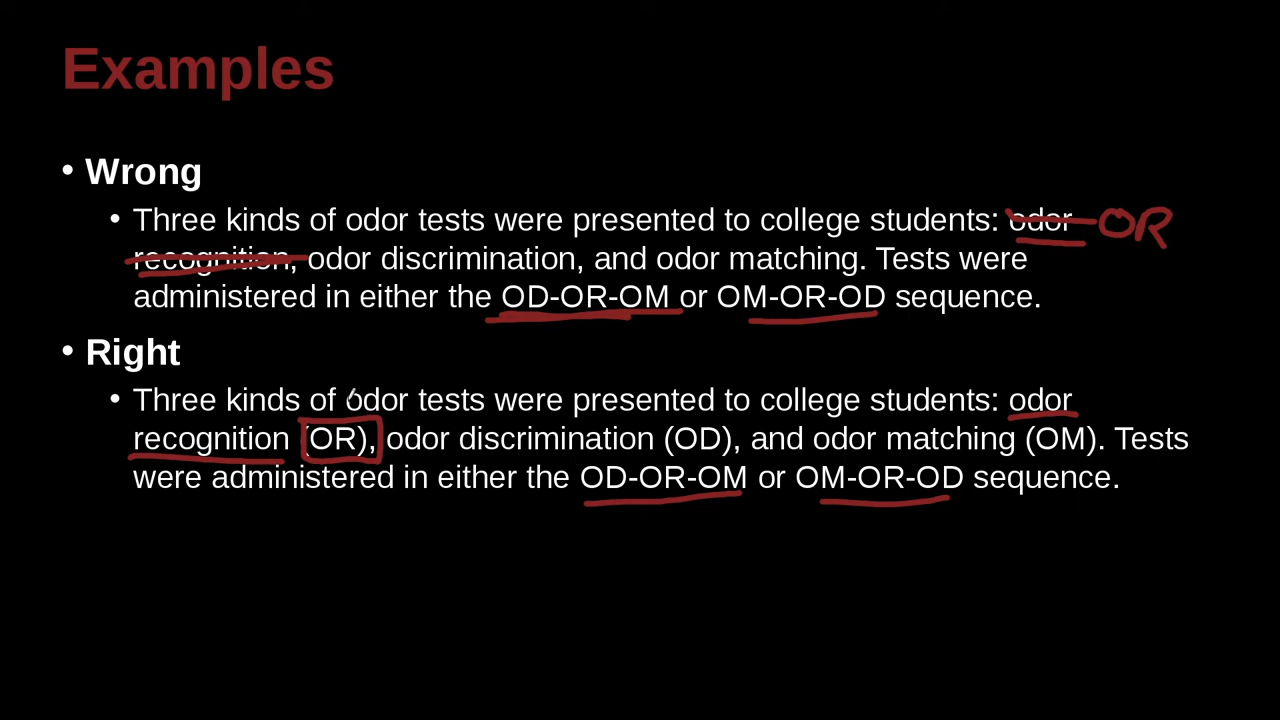 Examples
• Wrong
• Three kinds of odor tests were presented to college students: odor OR
recognition, odor discrimination, and odor matching. Tests were
administered in either the OD-OR-OM or OM-OR-OD sequence.
• Right
• Three kinds of odor tests were presented to college students: odor
recognition (OR), odor discrimination (OD), and odor matching (OM). Tests
were administered in either the OD-OR-OM or OM-OR-OD sequence.